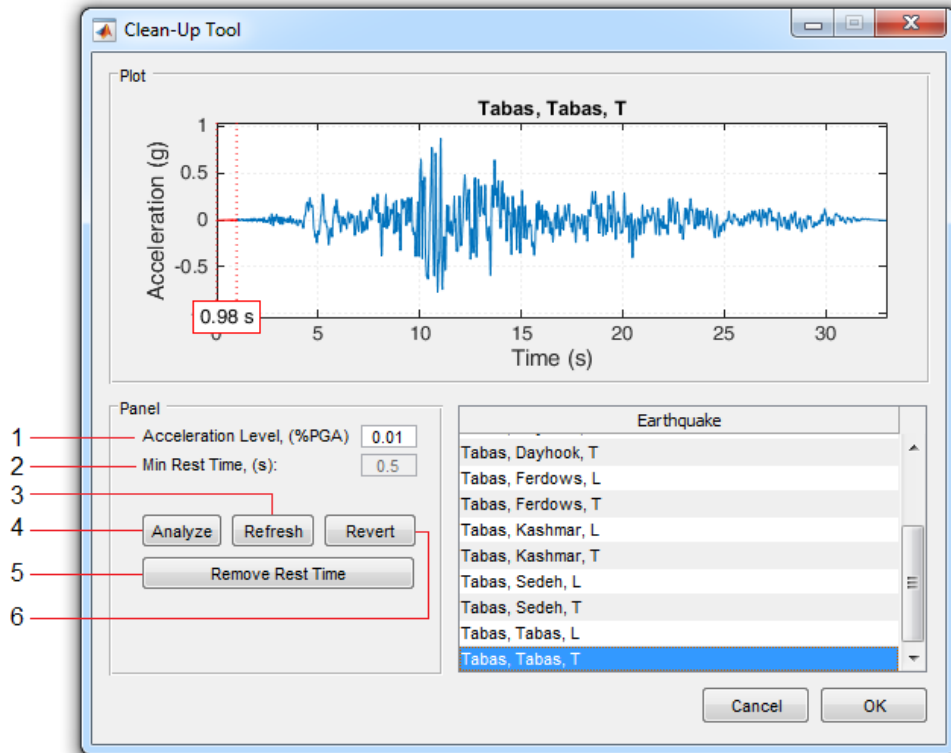 Clean-Up Tool
Plot
Tabas, Tabas, T
Acceleration (g)
1
0.5
0
-0.5
0.98 s
0 5 10 15 20 25 30
Time (s)
Panel
1 Acceleration Level, (%PGA) 0.01
2 Min Rest Time, (s): 0.5
3
4 Analyze Refresh Revert
5 Remove Rest Time
6
Earthquake
Tabas, Dayhook, T
Tabas, Ferdows, L
Tabas, Ferdows, T
Tabas, Kashmar, L
Tabas, Kashmar, T
Tabas, Sedeh, L
Tabas, Sedeh, T
Tabas, Tabas, L
Tabas, Tabas, T
Cancel OK